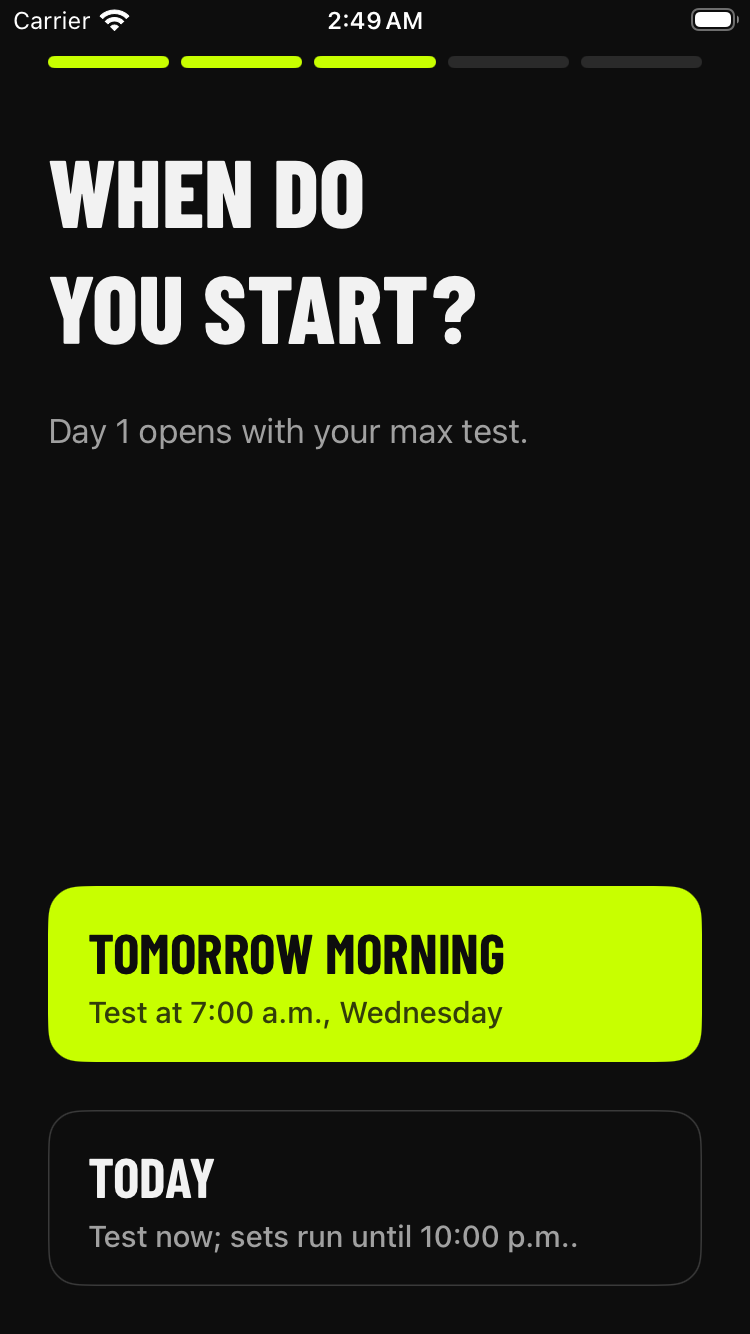 Carrier 2:49 AM
WHEN DO
YOU START?
Day 1 opens with your max test.
TOMORROW MORNING
Test at 7:00 a.m., Wednesday
TODAY
Test now; sets run until 10:00 p.m..